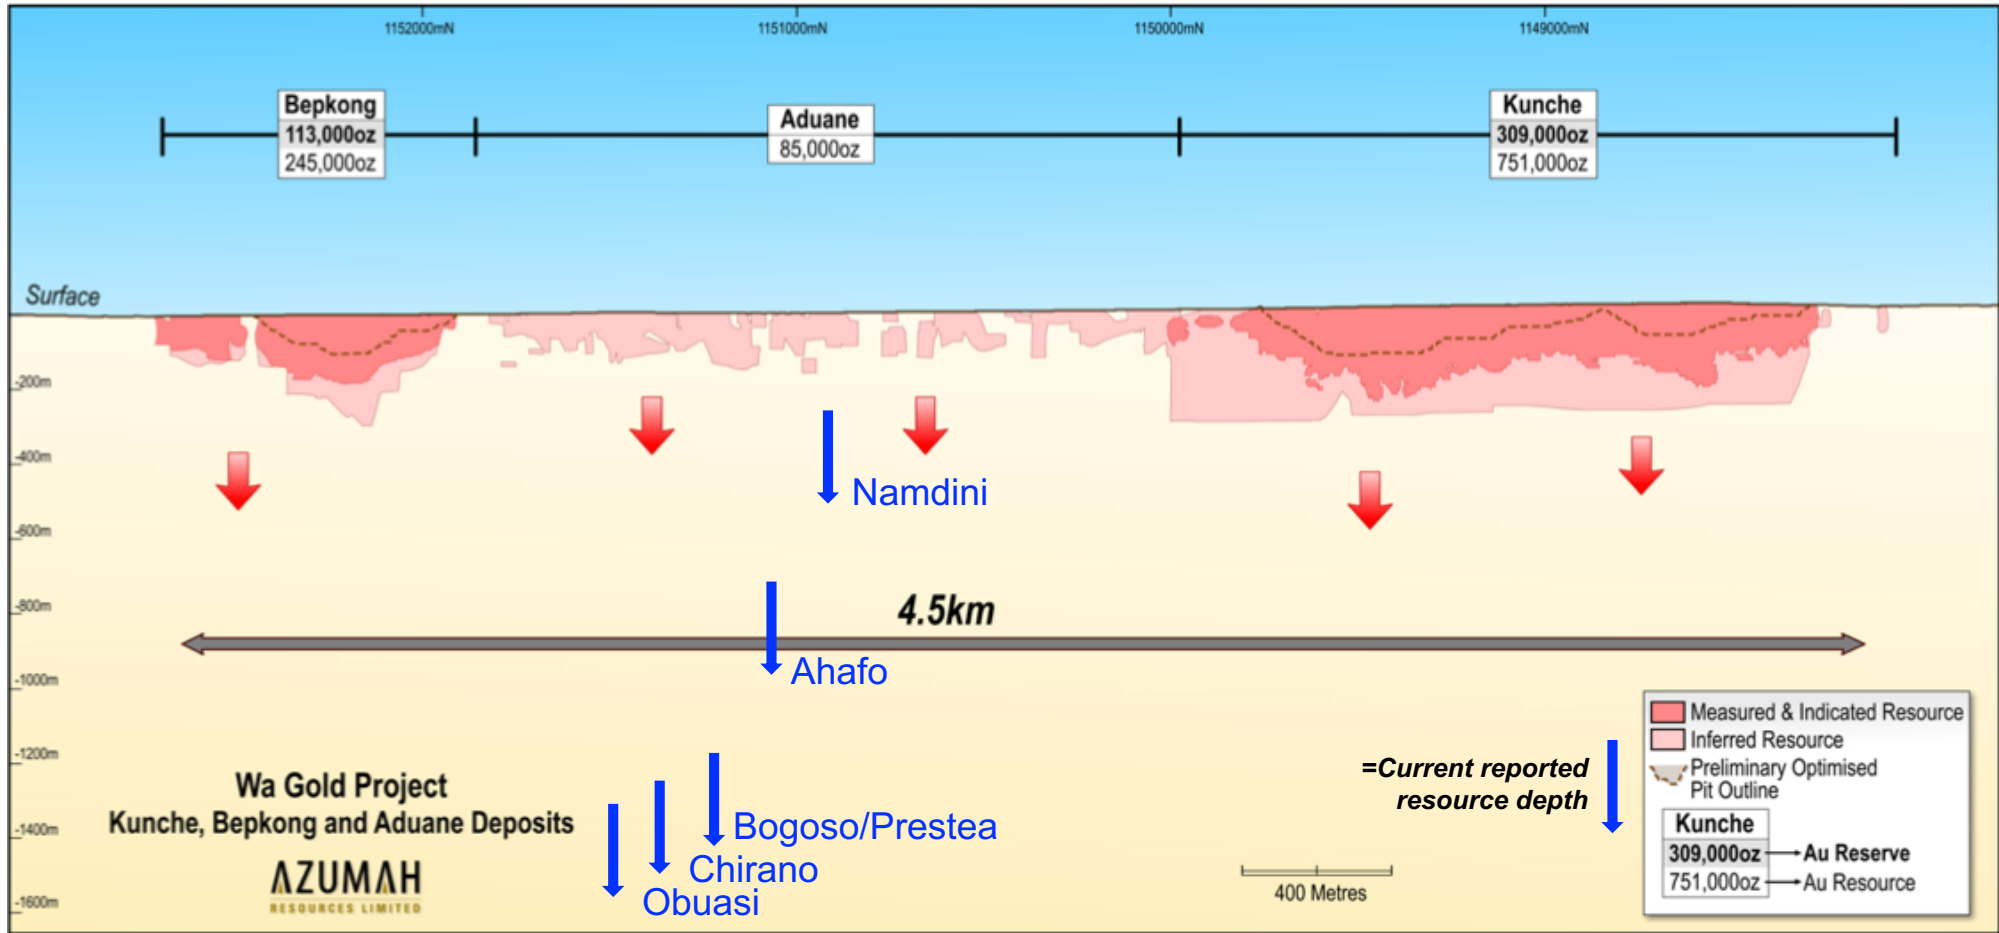 1152000mN
1151000mN
1150000mN
1149000mN
Bepkong
113,000oz
245,000oz
Aduane
85,000oz
Kunche
309,000oz
751,000oz
Surface
-200m
-400m
-600m
-800m
-1000m
-1200m
-1400m
-1600m
Namdini
4.5km
Ahafo
Bogoso/Prestea
Chirano
Obuasi
Wa Gold Project
Kunche, Bepkong and Aduane Deposits
AZUMAH
RESOURCES LIMITED
=Current reported
resource depth
400 Metres
Measured & Indicated Resource
Inferred Resource
Preliminary Optimised
Pit Outline
Kunche
309,000oz Au Reserve
751,000oz Au Resource